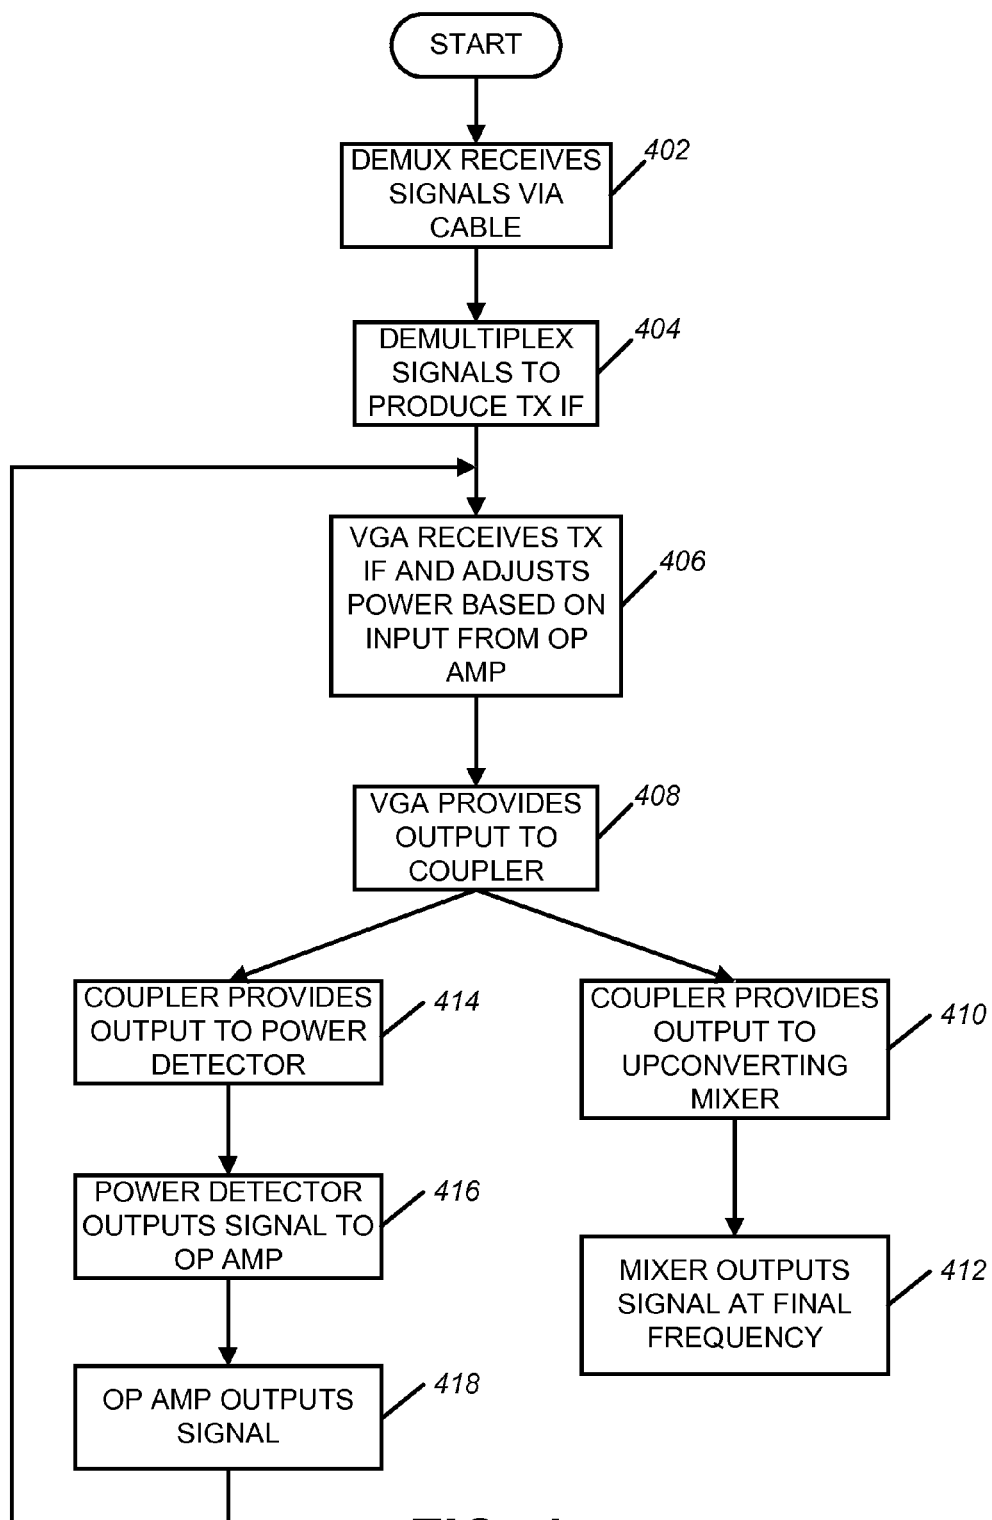 START
DEMUX RECEIVES
SIGNALS VIA
CABLE
402
DEMULTIPLEX
SIGNALS TO
PRODUCE TX IF
404
VGA RECEIVES TX
IF AND ADJUSTS
POWER BASED ON
INPUT FROM OP
AMP
406
VGA PROVIDES
OUTPUT TO
COUPLER
408
COUPLER PROVIDES
OUTPUT TO POWER
DETECTOR
414
COUPLER PROVIDES
OUTPUT TO
UPCONVERTING
MIXER
410
POWER DETECTOR
OUTPUTS SIGNAL TO
OP AMP
416
MIXER OUTPUTS
SIGNAL AT FINAL
FREQUENCY
412
OP AMP OUTPUTS
SIGNAL
418